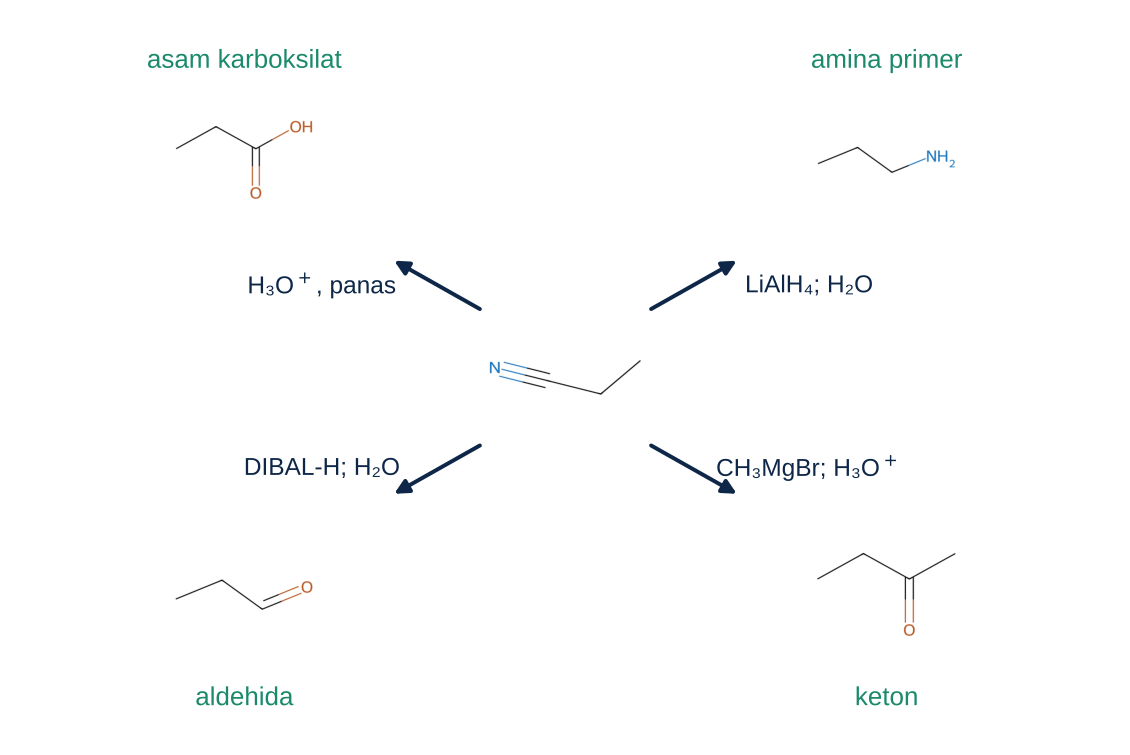 asam karboksilat
amina primer
OH
O
NH₂
H₃O⁺, panas
LiAlH₄; H₂O
N
DIBAL-H; H₂O
CH₃MgBr; H₃O⁺
O
O
aldehida
keton